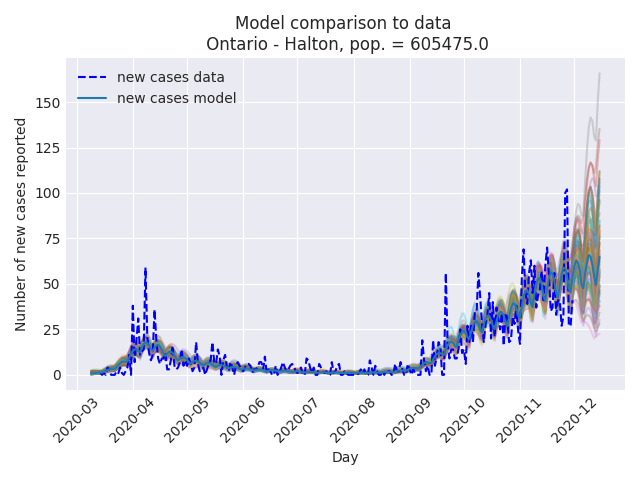 Model comparison to data
Ontario - Halton, pop. = 605475.0
new cases data
new cases model
Number of new cases reported
150
125
100
75
50
25
0
2020-03
2020-04
2020-05
2020-06
2020-07
2020-08
2020-09
2020-10
2020-11
2020-12
Day